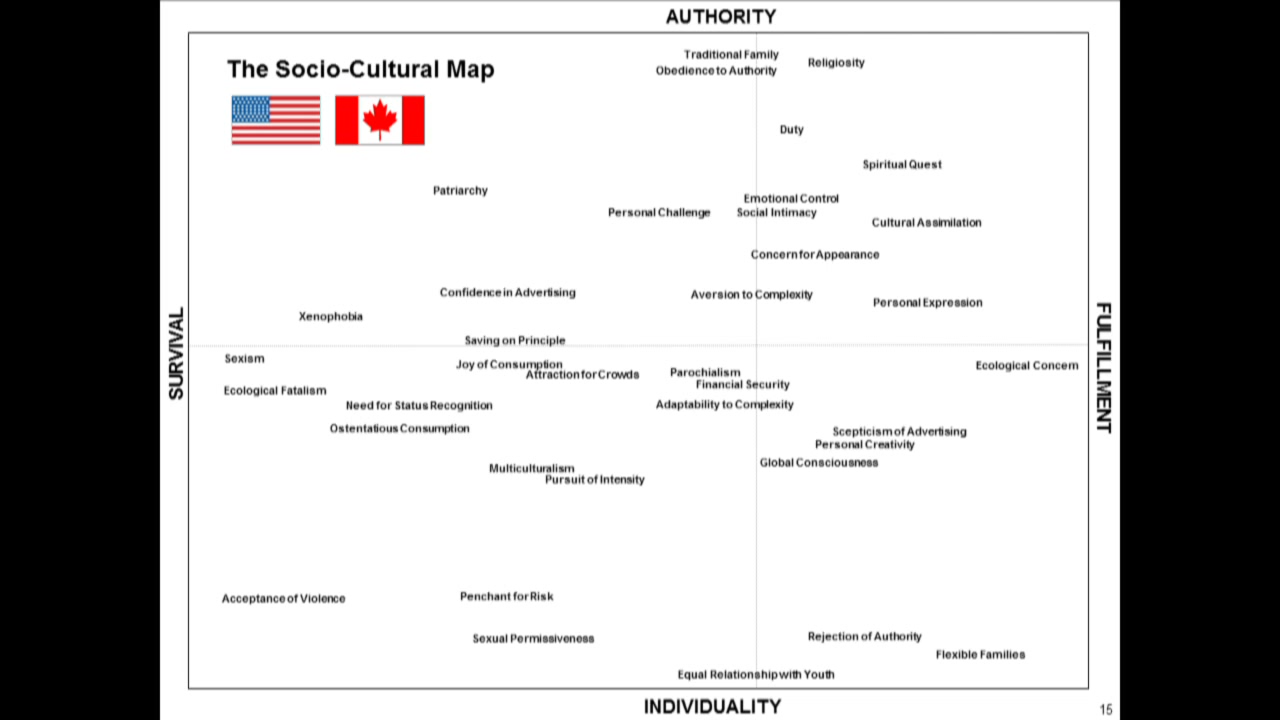 AUTHORITY
The Socio-Cultural Map
Traditional Family
Religiosity
Obedience to Authority
Duty
Spiritual Quest
Patriarchy
Emotional Control
Personal Challenge
Social Intimacy
Cultural Assimilation
Concern for Appearance
Confidence in Advertising
Aversion to Complexity
Personal Expression
Xenophobia
Saving on Principle
SURVIVAL
FULFILLMENT
Sexism
Joy of Consumption
Ecological Concern
Attraction for Crowds
Parochialism
Financial Security
Ecological Fatalism
Need for Status Recognition
Adaptability to Complexity
Ostentatious Consumption
Scepticism of Advertising
Personal Creativity
Global Consciousness
Multiculturalism
Pursuit of Intensity
Acceptance of Violence
Penchant for Risk
Sexual Permissiveness
Rejection of Authority
Flexible Families
Equal Relationship with Youth
INDIVIDUALITY
15